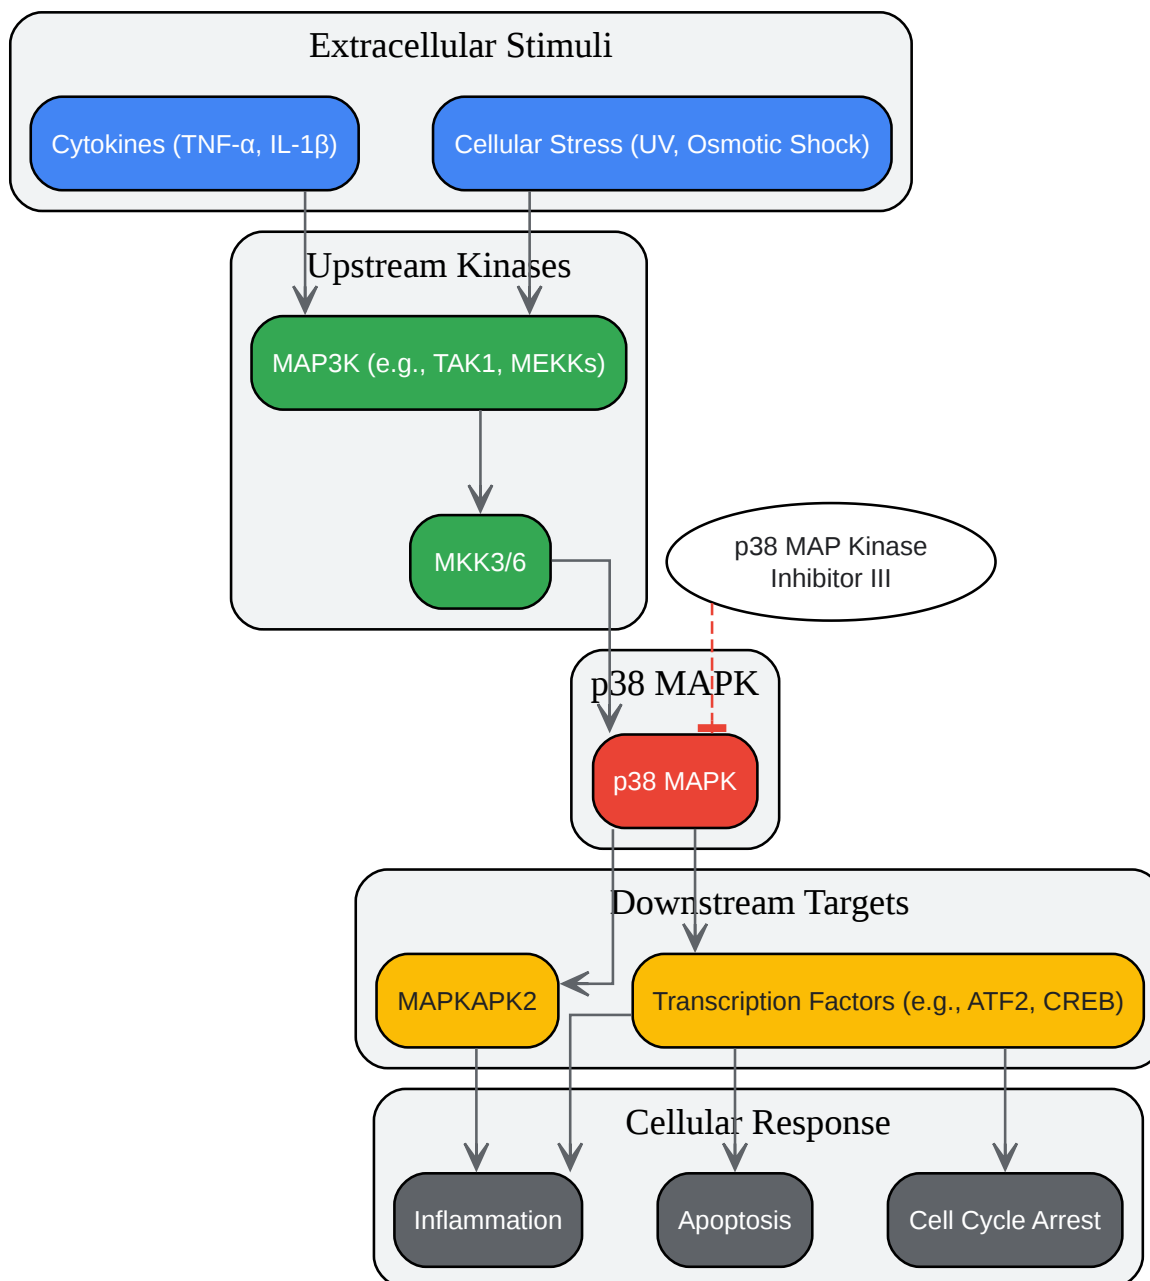 Extracellular Stimuli
Cytokines (TNF-α, IL-1β)
Cellular Stress (UV, Osmotic Shock)
Upstream Kinases
MAP3K (e.g., TAK1, MEKKs)
MKK3/6
p38 MAP Kinase
Inhibitor III
p38 MAPK
p38 MAPK
Downstream Targets
MAPKAPK2
Transcription Factors (e.g., ATF2, CREB)
Cellular Response
Inflammation
Apoptosis
Cell Cycle Arrest